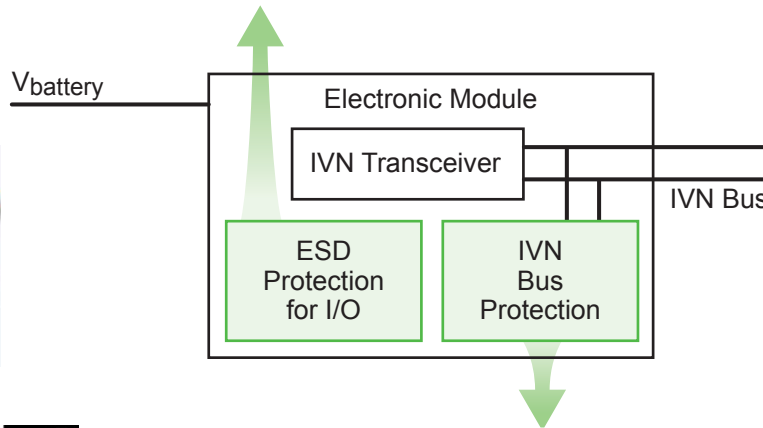 Vbattery
Electronic Module
IVN Transceiver
IVN Bus
ESD
Protection
for I/O
IVN
Bus
Protection